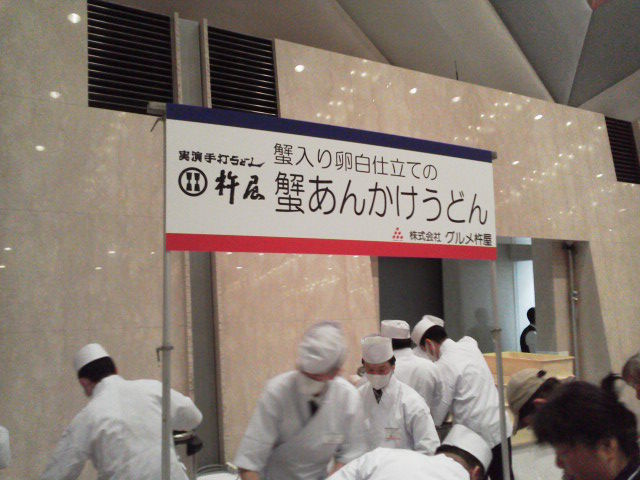 実演手打うどん
杵屋
蟹入り卵白仕立ての
蟹あんかけうどん
株式会社 グルメ杵屋